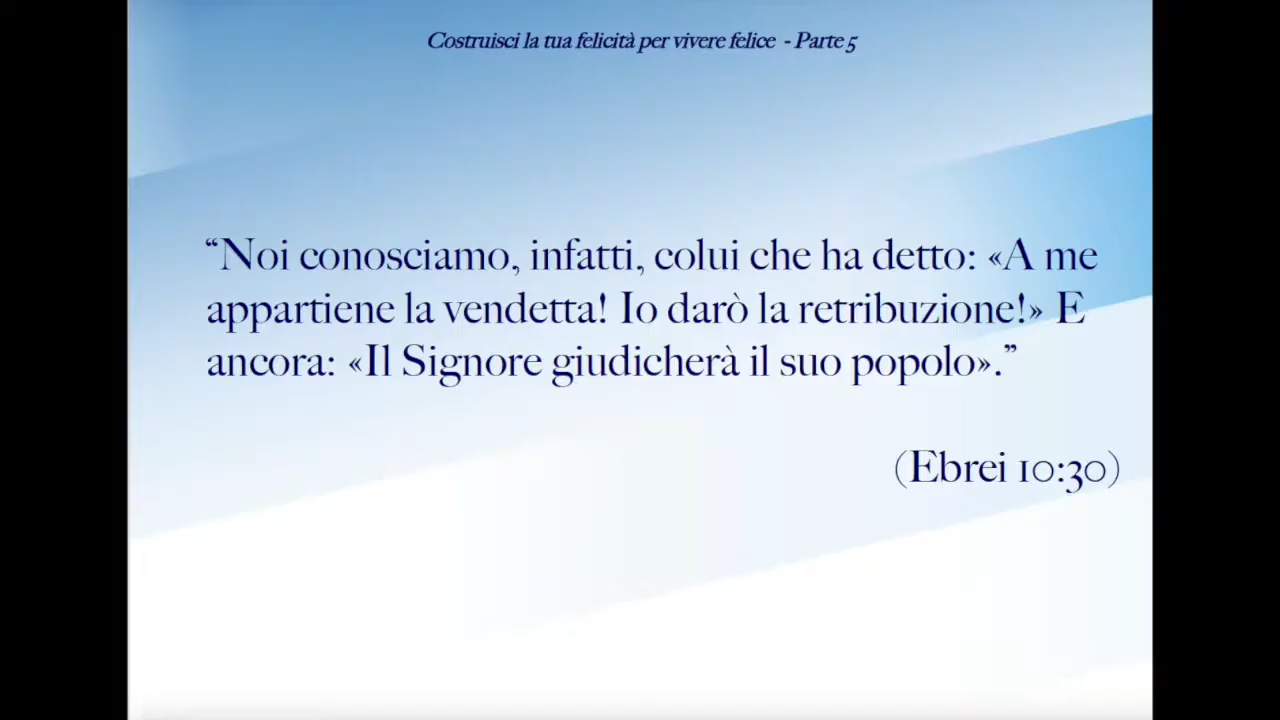 Costruisci la tua felicità per vivere felice - Parte 5
“Noi conosciamo, infatti, colui che ha detto: «A me
appartiene la vendetta! Io darò la retribuzione!» E
ancora: «Il Signore giudicherà il suo popolo».”
(Ebrei 10:30)